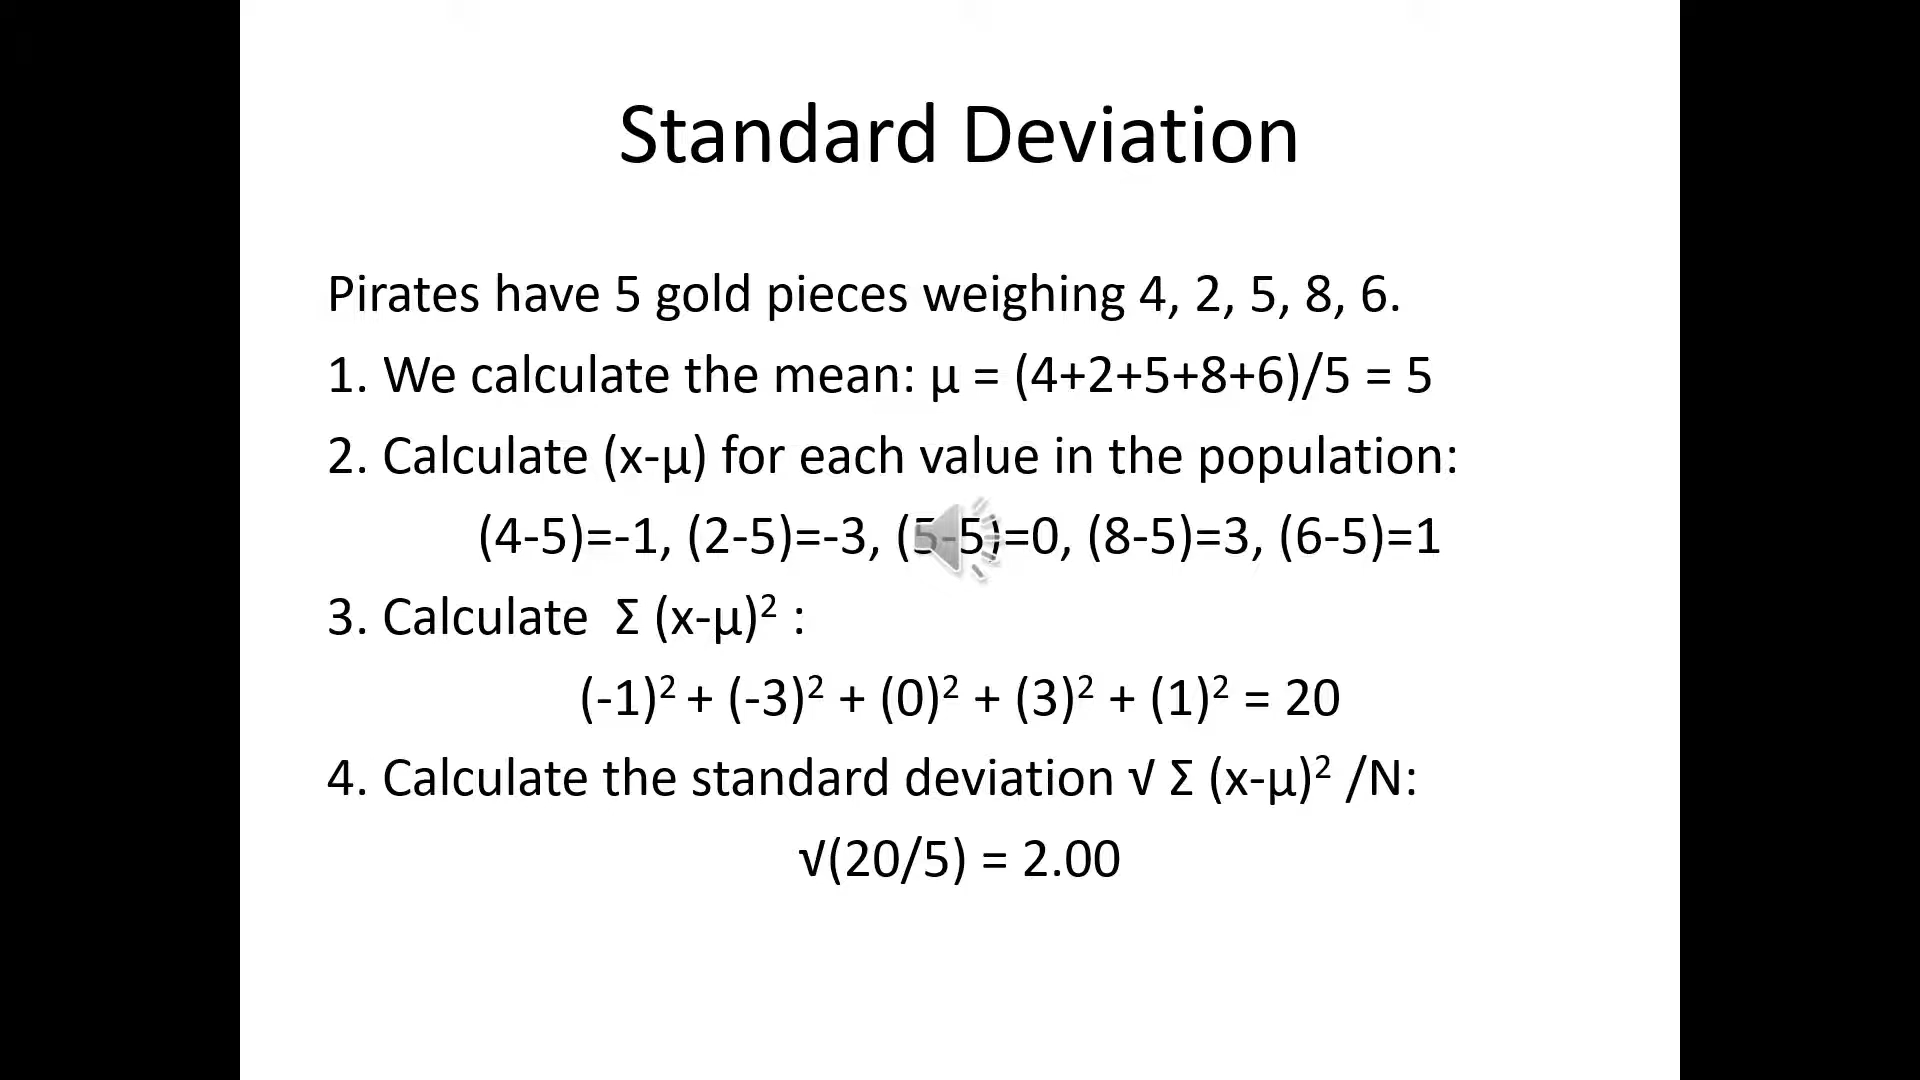 Standard Deviation
Pirates have 5 gold pieces weighing 4, 2, 5, 8, 6.
1. We calculate the mean: µ = (4+2+5+8+6)/5 = 5
2. Calculate (x-µ) for each value in the population:
(4-5)=-1, (2-5)=-3, (5-5)=0, (8-5)=3, (6-5)=1
3. Calculate Σ (x-µ)² :
(-1)² + (-3)² + (0)² + (3)² + (1)² = 20
4. Calculate the standard deviation √ Σ (x-µ)² /N:
√(20/5) = 2.00